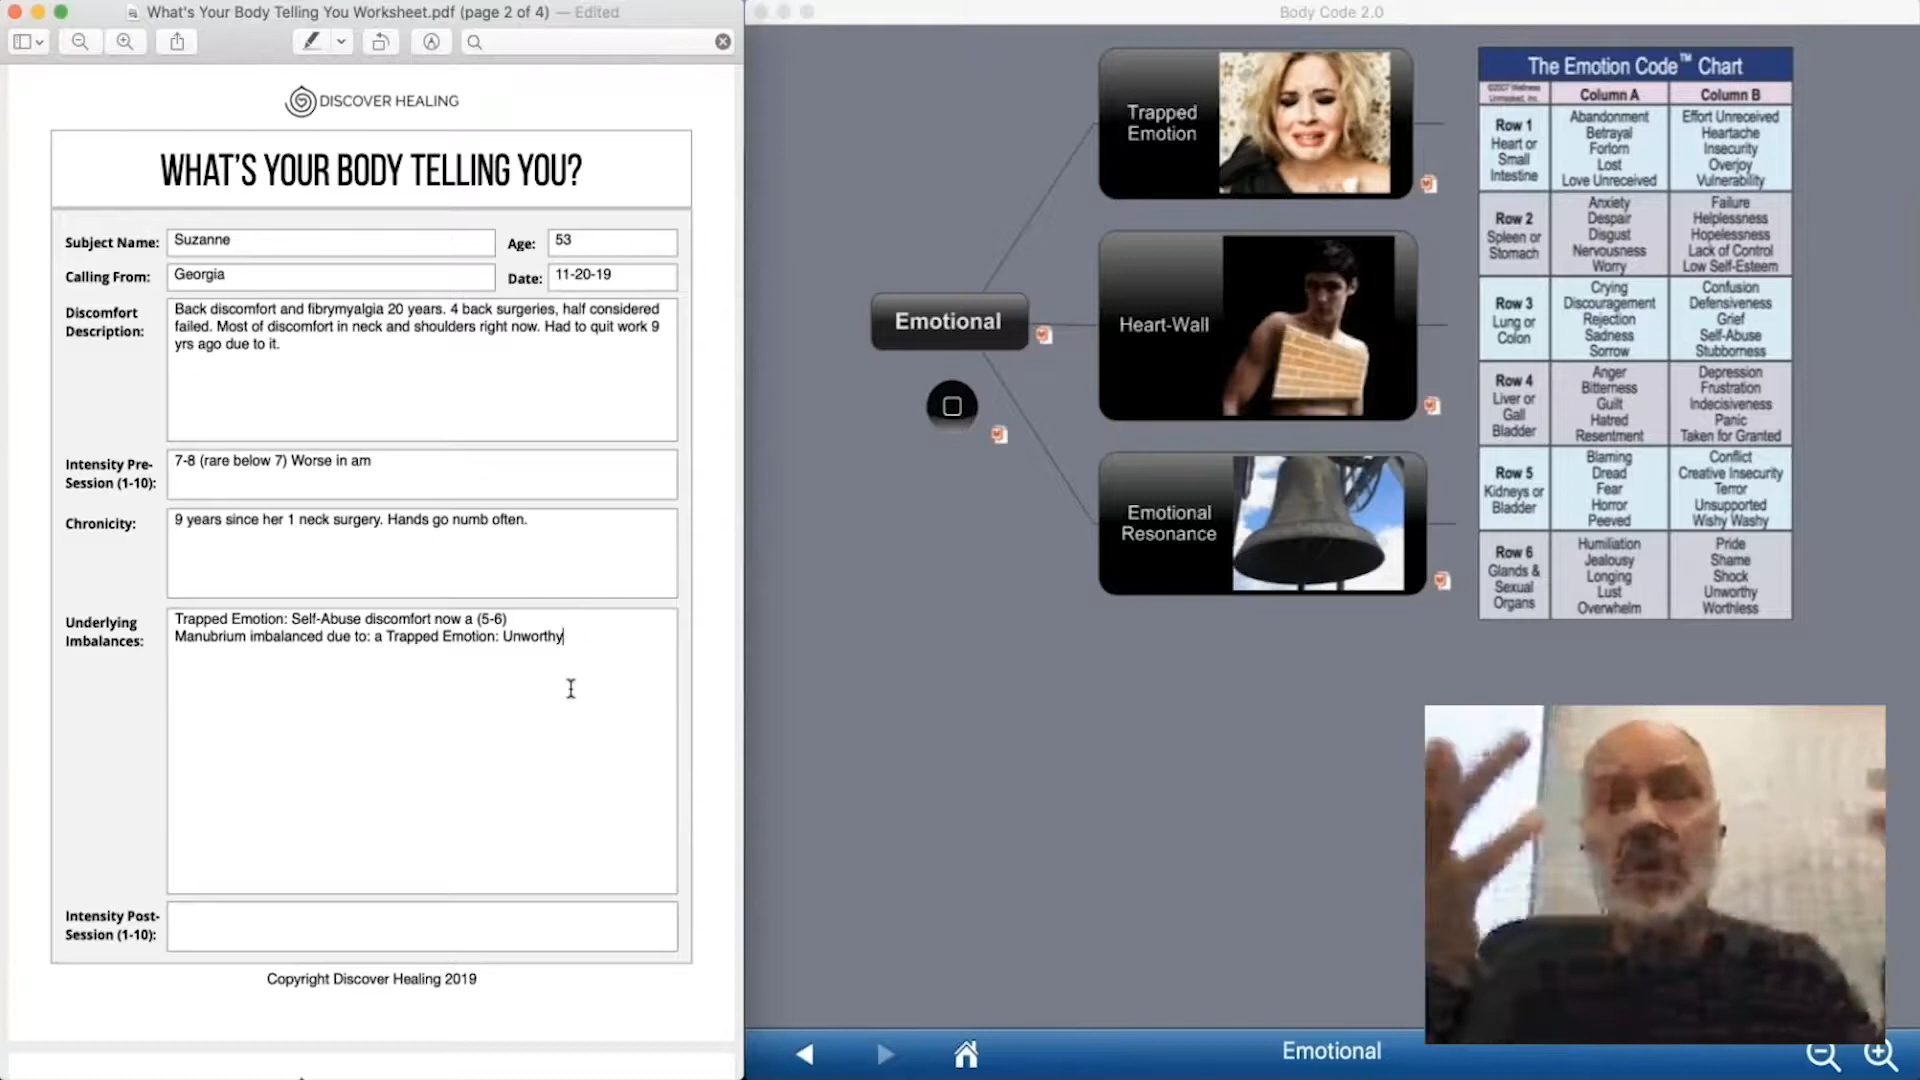 What's Your Body Telling You Worksheet.pdf (page 2 of 4) — Edited
DISCOVER HEALING
WHAT'S YOUR BODY TELLING YOU?
Subject Name: Suzanne Age: 53
Calling From: Georgia Date: 11-20-19
Discomfort Description:
Back discomfort and fibrymyalgia 20 years. 4 back surgeries, half considered
failed. Most of discomfort in neck and shoulders right now. Had to quit work 9
yrs ago due to it.
Intensity Pre-
Session (1-10):
7-8 (rare below 7) Worse in am
Chronicity:
9 years since her 1 neck surgery. Hands go numb often.
Underlying
Imbalances:
Trapped Emotion: Self-Abuse discomfort now a (5-6)
Manubrium imbalanced due to: a Trapped Emotion: Unworthy
Intensity Post-
Session (1-10):
Copyright Discover Healing 2019
Body Code 2.0
Emotional
Trapped
Emotion
Heart-Wall
Emotional
Resonance
The Emotion Code™ Chart
©2007 Wellness
Unmasked, Inc.
Column A
Column B
Row 1
Heart or
Small
Intestine
Abandonment
Betrayal
Forlorn
Lost
Love Unreceived
Effort Unreceived
Heartache
Insecurity
Overjoy
Vulnerability
Row 2
Spleen or
Stomach
Anxiety
Despair
Disgust
Nervousness
Worry
Failure
Helplessness
Hopelessness
Lack of Control
Low Self-Esteem
Row 3
Lung or
Colon
Crying
Discouragement
Rejection
Sadness
Sorrow
Confusion
Defensiveness
Grief
Self-Abuse
Stubborness
Row 4
Liver or
Gall
Bladder
Anger
Bitterness
Guilt
Hatred
Resentment
Depression
Frustration
Indecisiveness
Panic
Taken for Granted
Row 5
Kidneys or
Bladder
Blaming
Dread
Fear
Horror
Peeved
Conflict
Creative Insecurity
Terror
Unsupported
Wishy Washy
Row 6
Glands &
Sexual
Organs
Humiliation
Jealousy
Longing
Lust
Overwhelm
Pride
Shame
Shock
Unworthy
Worthless
Emotional